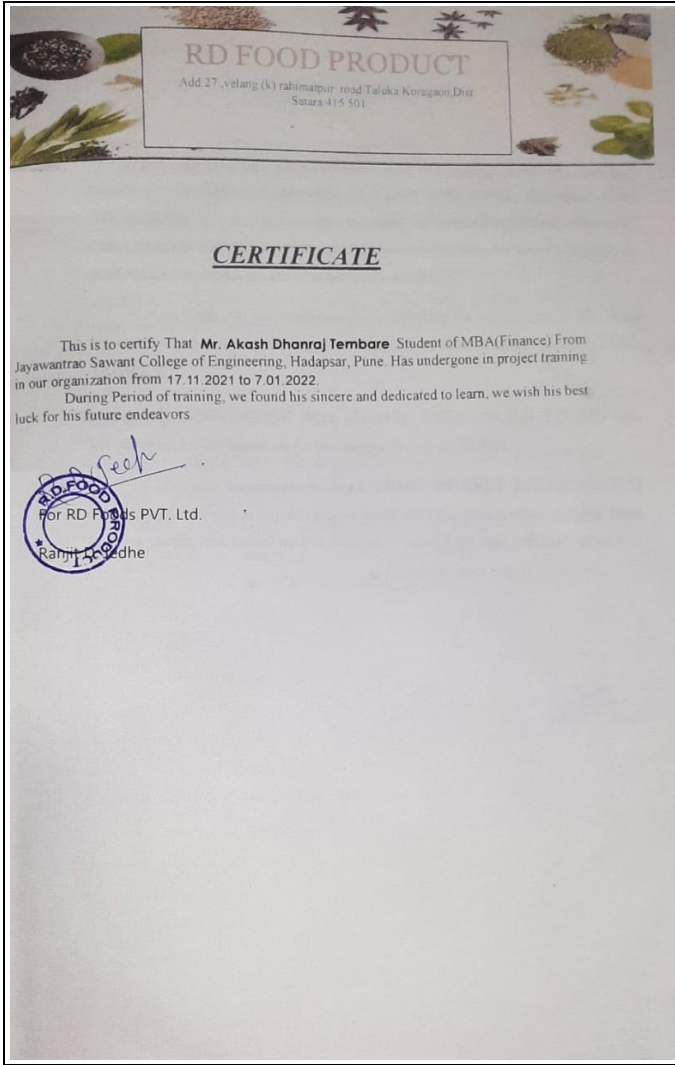 RD FOOD PRODUCT
Add 27 ,velang (k) rahimatpur road Taluka Koregaon,Dist
Satara 415 501
CERTIFICATE
This is to certify That Mr. Akash Dhanraj Tembare Student of MBA(Finance) From
Jayawantrao Sawant College of Engineering, Hadapsar, Pune. Has undergone in project training
in our organization from 17.11.2021 to 7.01.2022.
During Period of training, we found his sincere and dedicated to learn, we wish his best
luck for his future endeavors
For RD Foods PVT. Ltd.
R.D.FOOD PRODUCT
Ranjit D. Jedhe